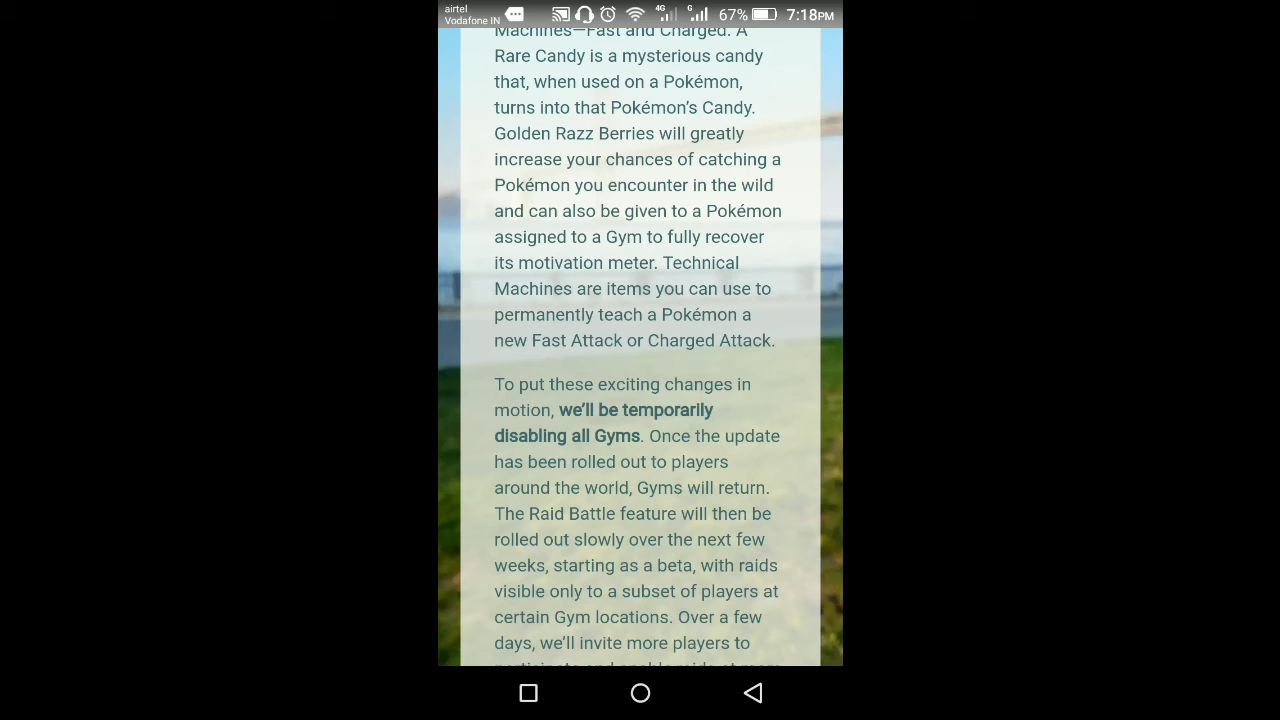 airtel
Vodafone IN
4G
G
67%
7:18PM
Machines—Fast and Charged. A
Rare Candy is a mysterious candy
that, when used on a Pokémon,
turns into that Pokémon's Candy.
Golden Razz Berries will greatly
increase your chances of catching a
Pokémon you encounter in the wild
and can also be given to a Pokémon
assigned to a Gym to fully recover
its motivation meter. Technical
Machines are items you can use to
permanently teach a Pokémon a
new Fast Attack or Charged Attack.
To put these exciting changes in
motion, we'll be temporarily
disabling all Gyms. Once the update
has been rolled out to players
around the world, Gyms will return.
The Raid Battle feature will then be
rolled out slowly over the next few
weeks, starting as a beta, with raids
visible only to a subset of players at
certain Gym locations. Over a few
days, we'll invite more players to